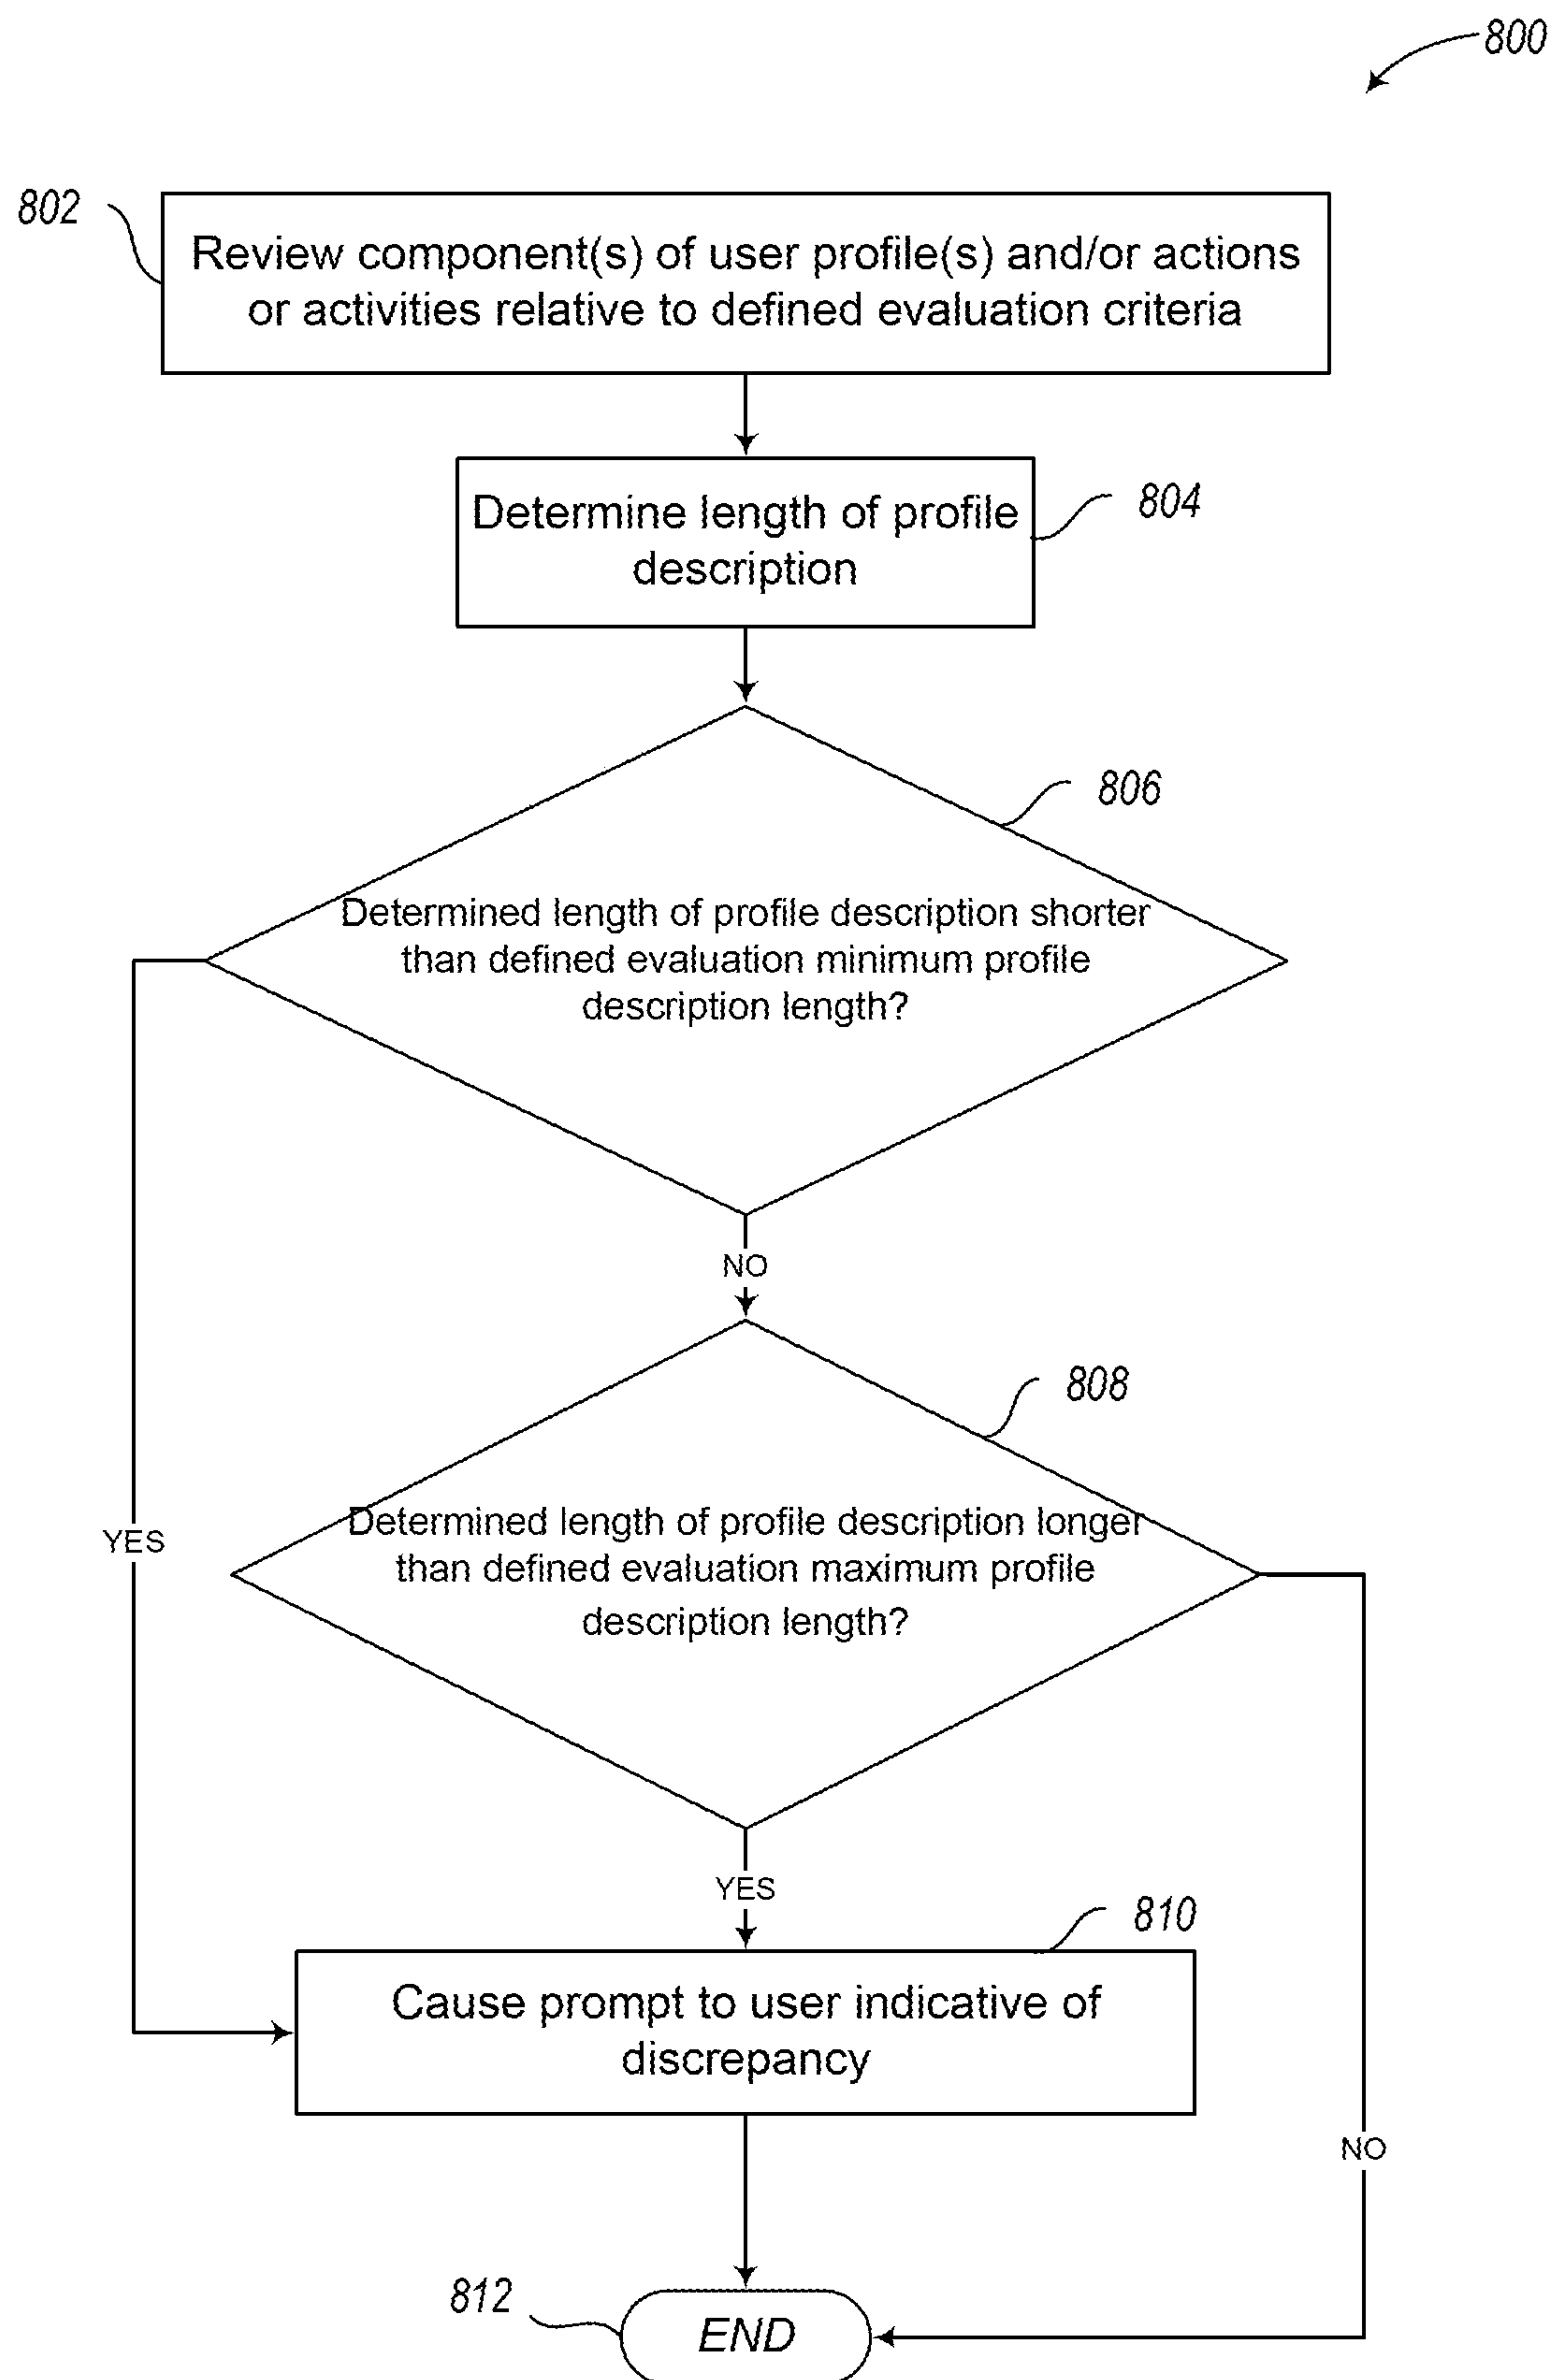 800
802
Review component(s) of user profile(s) and/or actions
or activities relative to defined evaluation criteria
Determine length of profile
description
804
806
Determined length of profile description shorter
than defined evaluation minimum profile
description length?
NO
808
Determined length of profile description longer
than defined evaluation maximum profile
description length?
YES
YES
810
Cause prompt to user indicative of
discrepancy
NO
812
END